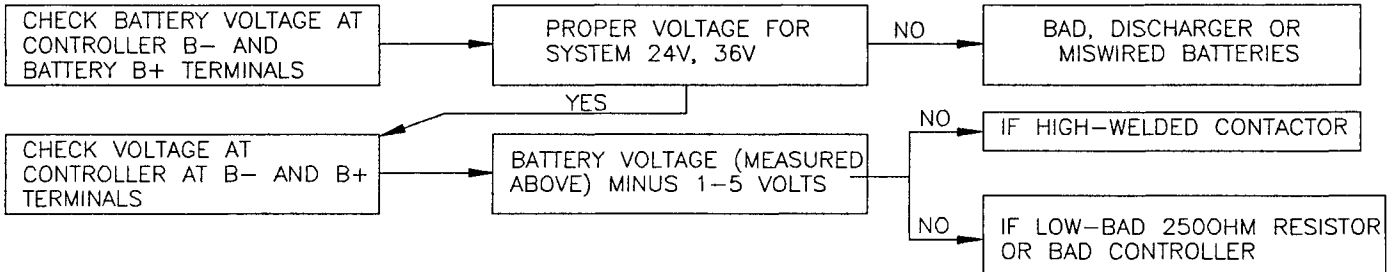 CHECK BATTERY VOLTAGE AT
CONTROLLER B- AND
BATTERY B+ TERMINALS
PROPER VOLTAGE FOR
SYSTEM 24V, 36V
NO
BAD, DISCHARGER OR
MISWIRED BATTERIES
YES
CHECK VOLTAGE AT
CONTROLLER AT B- AND B+
TERMINALS
BATTERY VOLTAGE (MEASURED
ABOVE) MINUS 1-5 VOLTS
NO
IF HIGH-WELDED CONTACTOR
NO
IF LOW-BAD 250OHM RESISTOR
OR BAD CONTROLLER